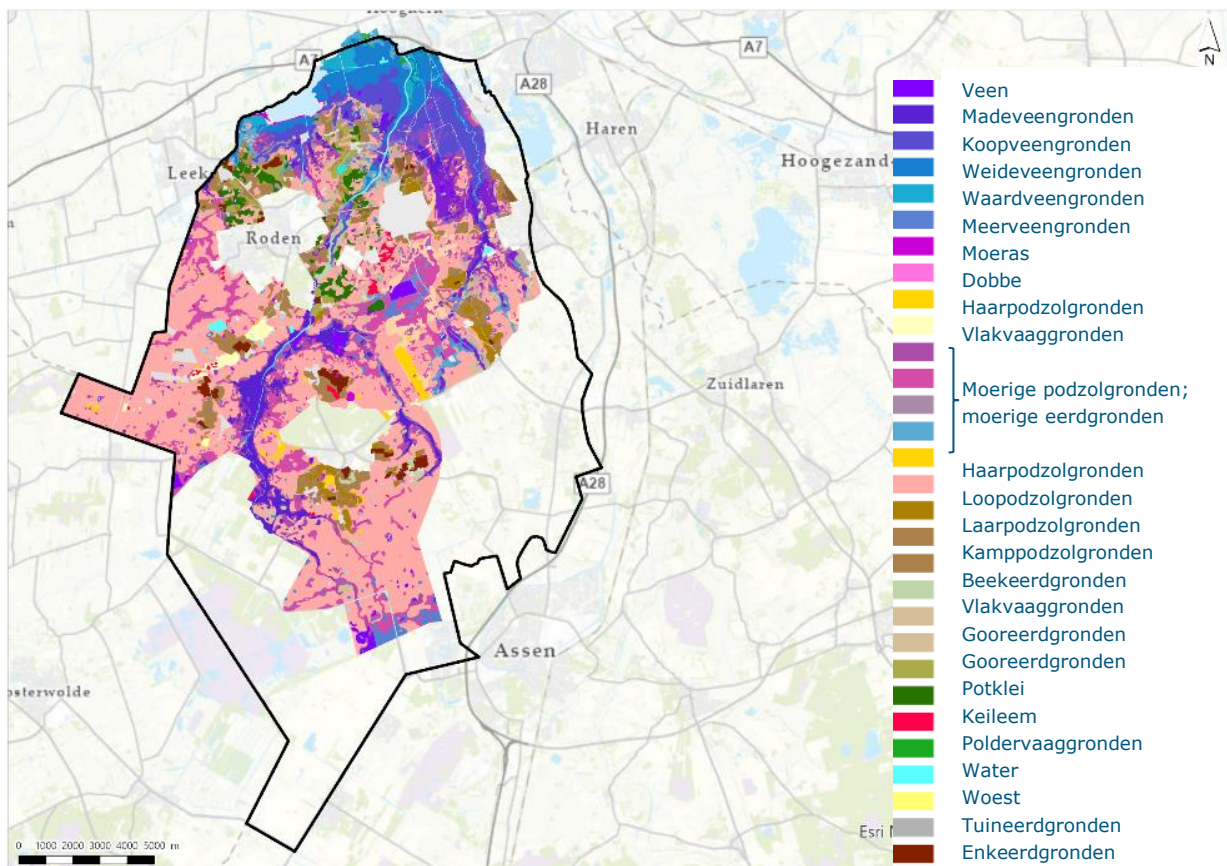 Hoogkerk
A7
A7
N
A28
Haren
Hoogezand
Leek
Roden
Zuidlaren
A28
Assen
osterwolde
0 1000 2000 3000 4000 5000 m
Esri N
Veen
Madeveengronden
Koopveengronden
Weideveengronden
Waardveengronden
Meerveengronden
Moeras
Dobbe
Haarpodzolgronden
Vlakvaaggronden
Moerige podzolgronden;
moerige eerdgronden
Haarpodzolgronden
Loopodzolgronden
Laarpodzolgronden
Kamppodzolgronden
Beekeerdgronden
Vlakvaaggronden
Gooreerdgronden
Gooreerdgronden
Potklei
Keileem
Poldervaaggronden
Water
Woest
Tuineerdgronden
Enkeerdgronden